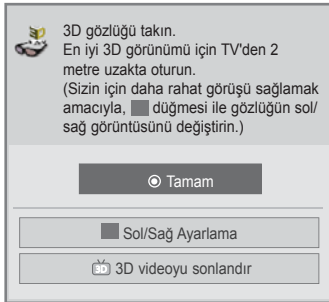 3D gözlüğü takın.
En iyi 3D görünümü için TV'den 2
metre uzakta oturun.
(Sizin için daha rahat görüşü sağlamak
amacıyla, düğmesi ile gözlüğün sol/
sağ görüntüsünü değiştirin.)
Tamam
Sol/Sağ Ayarlama
3D 3D videoyu sonlandır